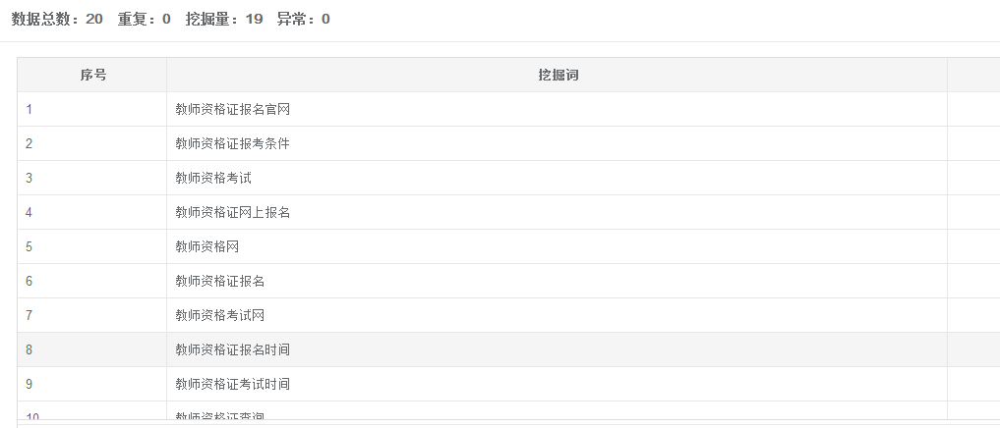 数据总数：20 重复：0 挖掘量：19 异常：0
序号 挖掘词
1 教师资格证报名官网
2 教师资格证报考条件
3 教师资格考试
4 教师资格证网上报名
5 教师资格网
6 教师资格证报名
7 教师资格考试网
8 教师资格证报名时间
9 教师资格证考试时间
10 教师资格证查询